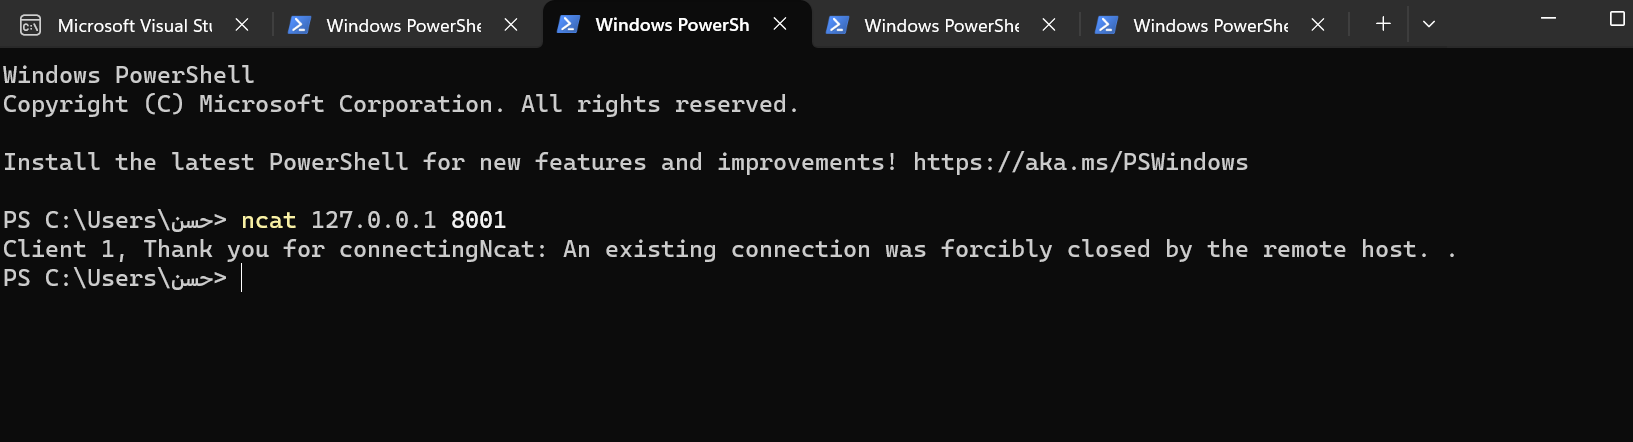 Microsoft Visual Stu
Windows PowerShe
Windows PowerSh
Windows PowerShe
Windows PowerShe
Windows PowerShell
Copyright (C) Microsoft Corporation. All rights reserved.
Install the latest PowerShell for new features and improvements! https://aka.ms/PSWindows
PS C:\Users\حسن> ncat 127.0.0.1 8001
Client 1, Thank you for connectingNcat: An existing connection was forcibly closed by the remote host. .
PS C:\Users\حسن>